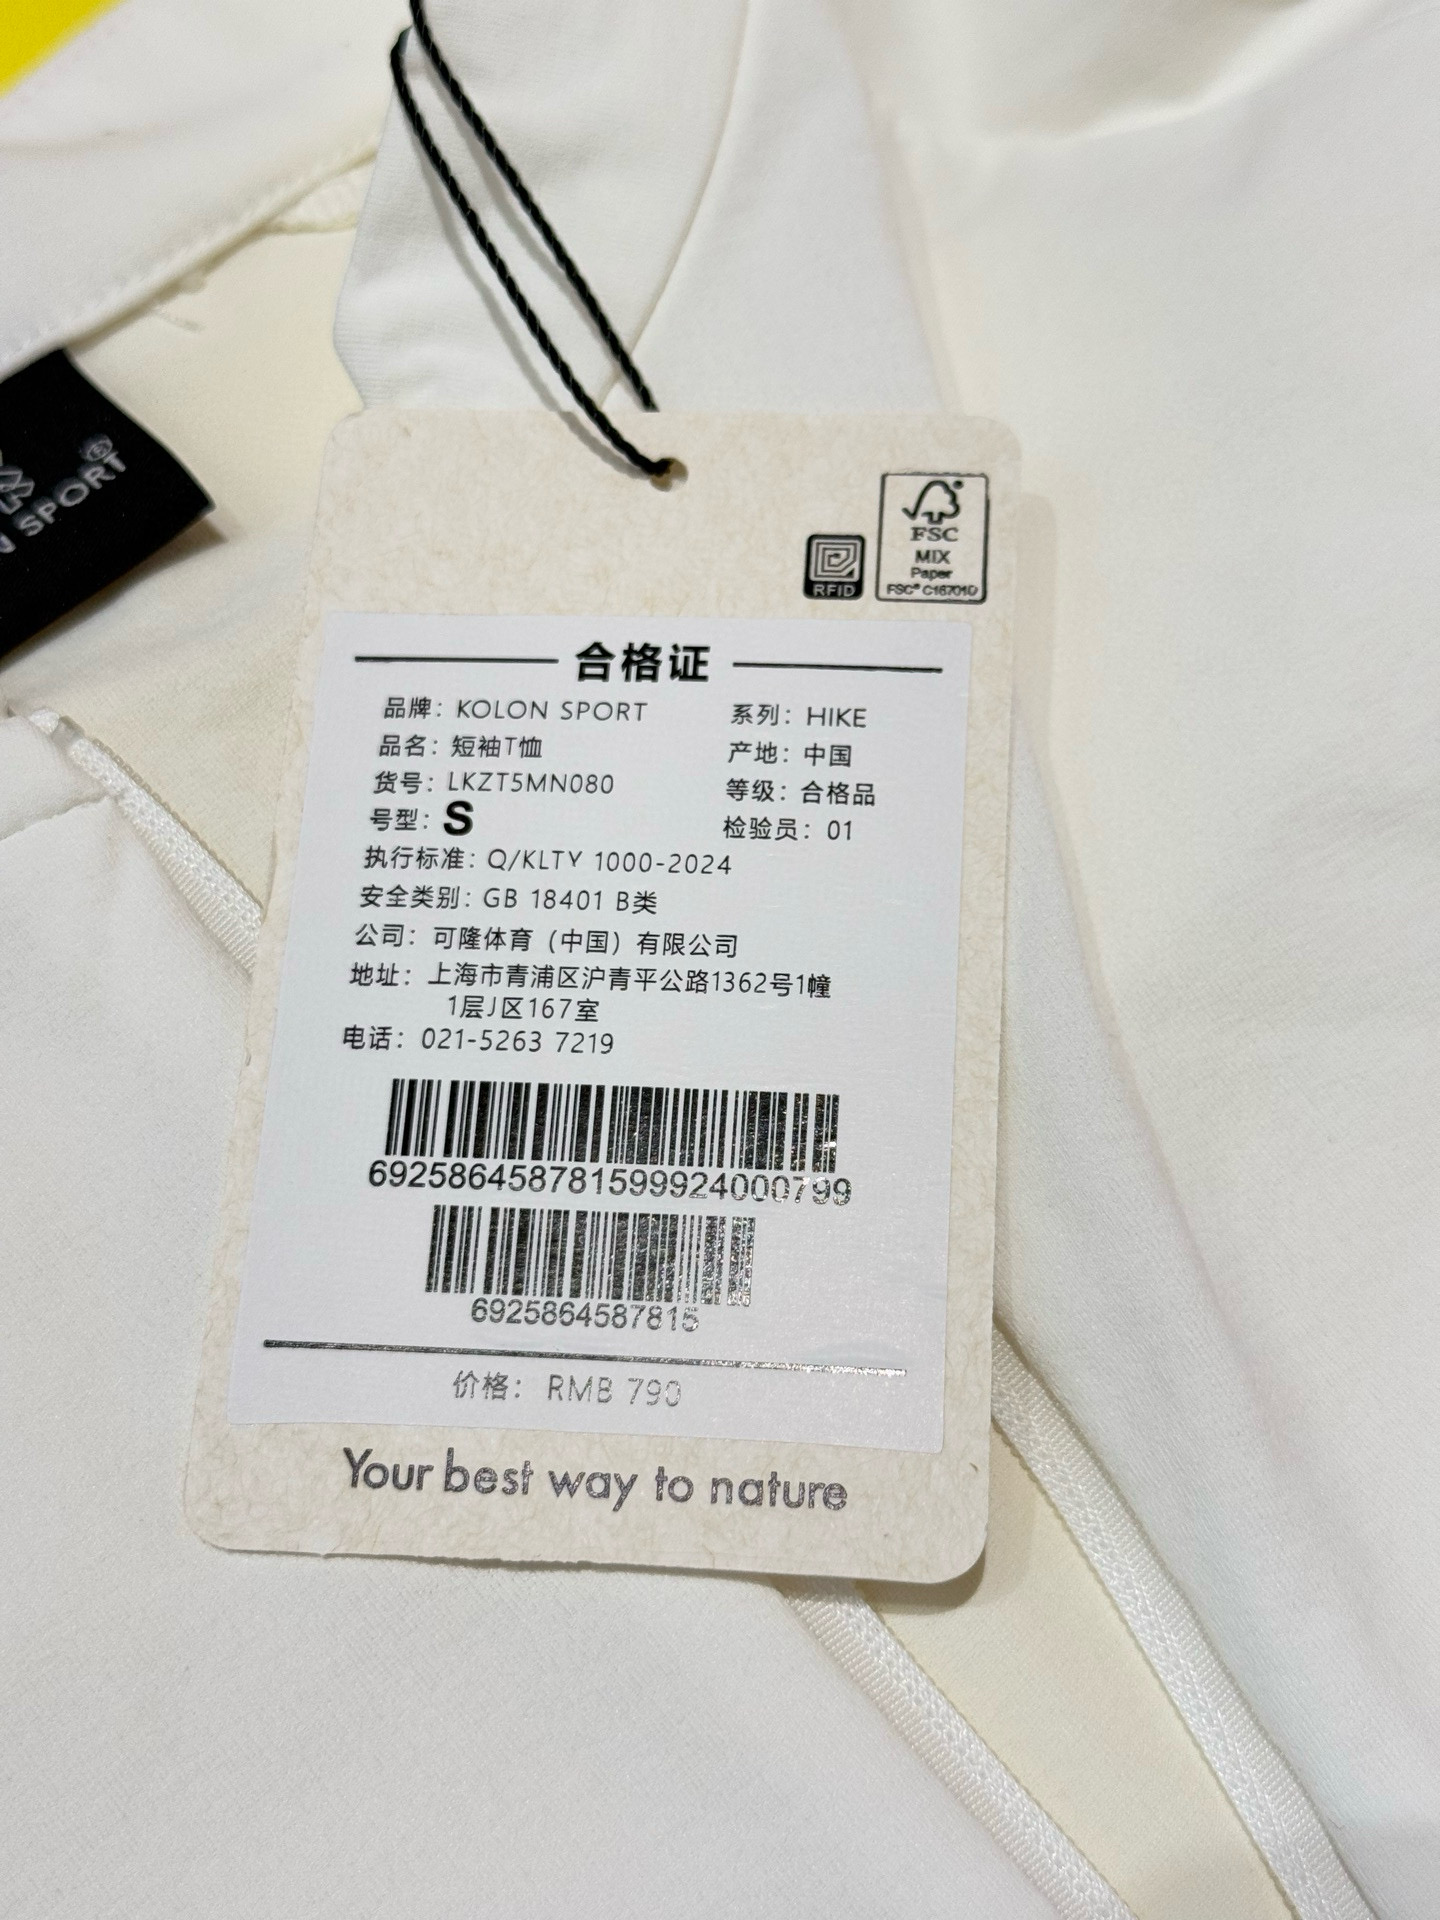 SPORT®
FSC
MIX
Paper
FSC® C167010
RFID
合格证
品牌：KOLON SPORT 系列：HIKE
品名：短袖T恤 产地：中国
货号：LKZT5MN080 等级：合格品
号型：S 检验员：01
执行标准：Q/KLTY 1000-2024
安全类别：GB 18401 B类
公司：可隆体育（中国）有限公司
地址：上海市青浦区沪青平公路1362号1幢
1层J区167室
电话：021-5263 7219
692586458781599924000799
6925864587815
价格：RMB 790
Your best way to nature